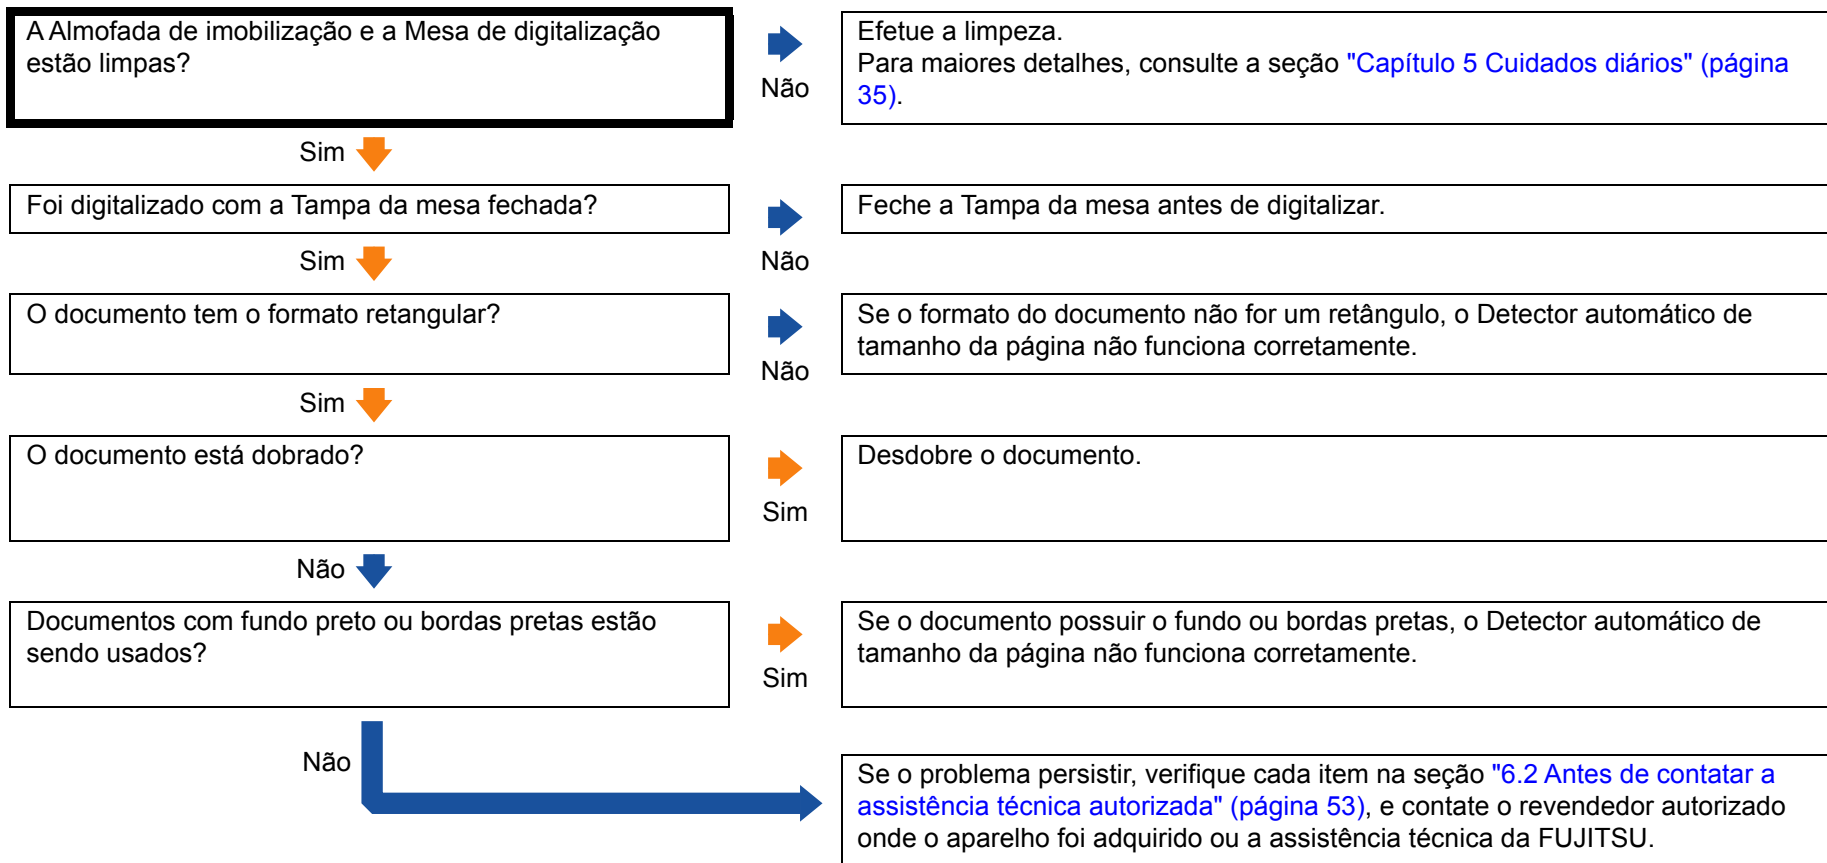 A Almofada de imobilização e a Mesa de digitalização
estão limpas?
Não
Efetue a limpeza.
Para maiores detalhes, consulte a seção "Capítulo 5 Cuidados diários" (página
35).
Sim
Foi digitalizado com a Tampa da mesa fechada?
Não
Feche a Tampa da mesa antes de digitalizar.
Sim
O documento tem o formato retangular?
Não
Se o formato do documento não for um retângulo, o Detector automático de
tamanho da página não funciona corretamente.
Sim
O documento está dobrado?
Sim
Desdobre o documento.
Não
Documentos com fundo preto ou bordas pretas estão
sendo usados?
Sim
Se o documento possuir o fundo ou bordas pretas, o Detector automático de
tamanho da página não funciona corretamente.
Não
Se o problema persistir, verifique cada item na seção "6.2 Antes de contatar a
assistência técnica autorizada" (página 53), e contate o revendedor autorizado
onde o aparelho foi adquirido ou a assistência técnica da FUJITSU.